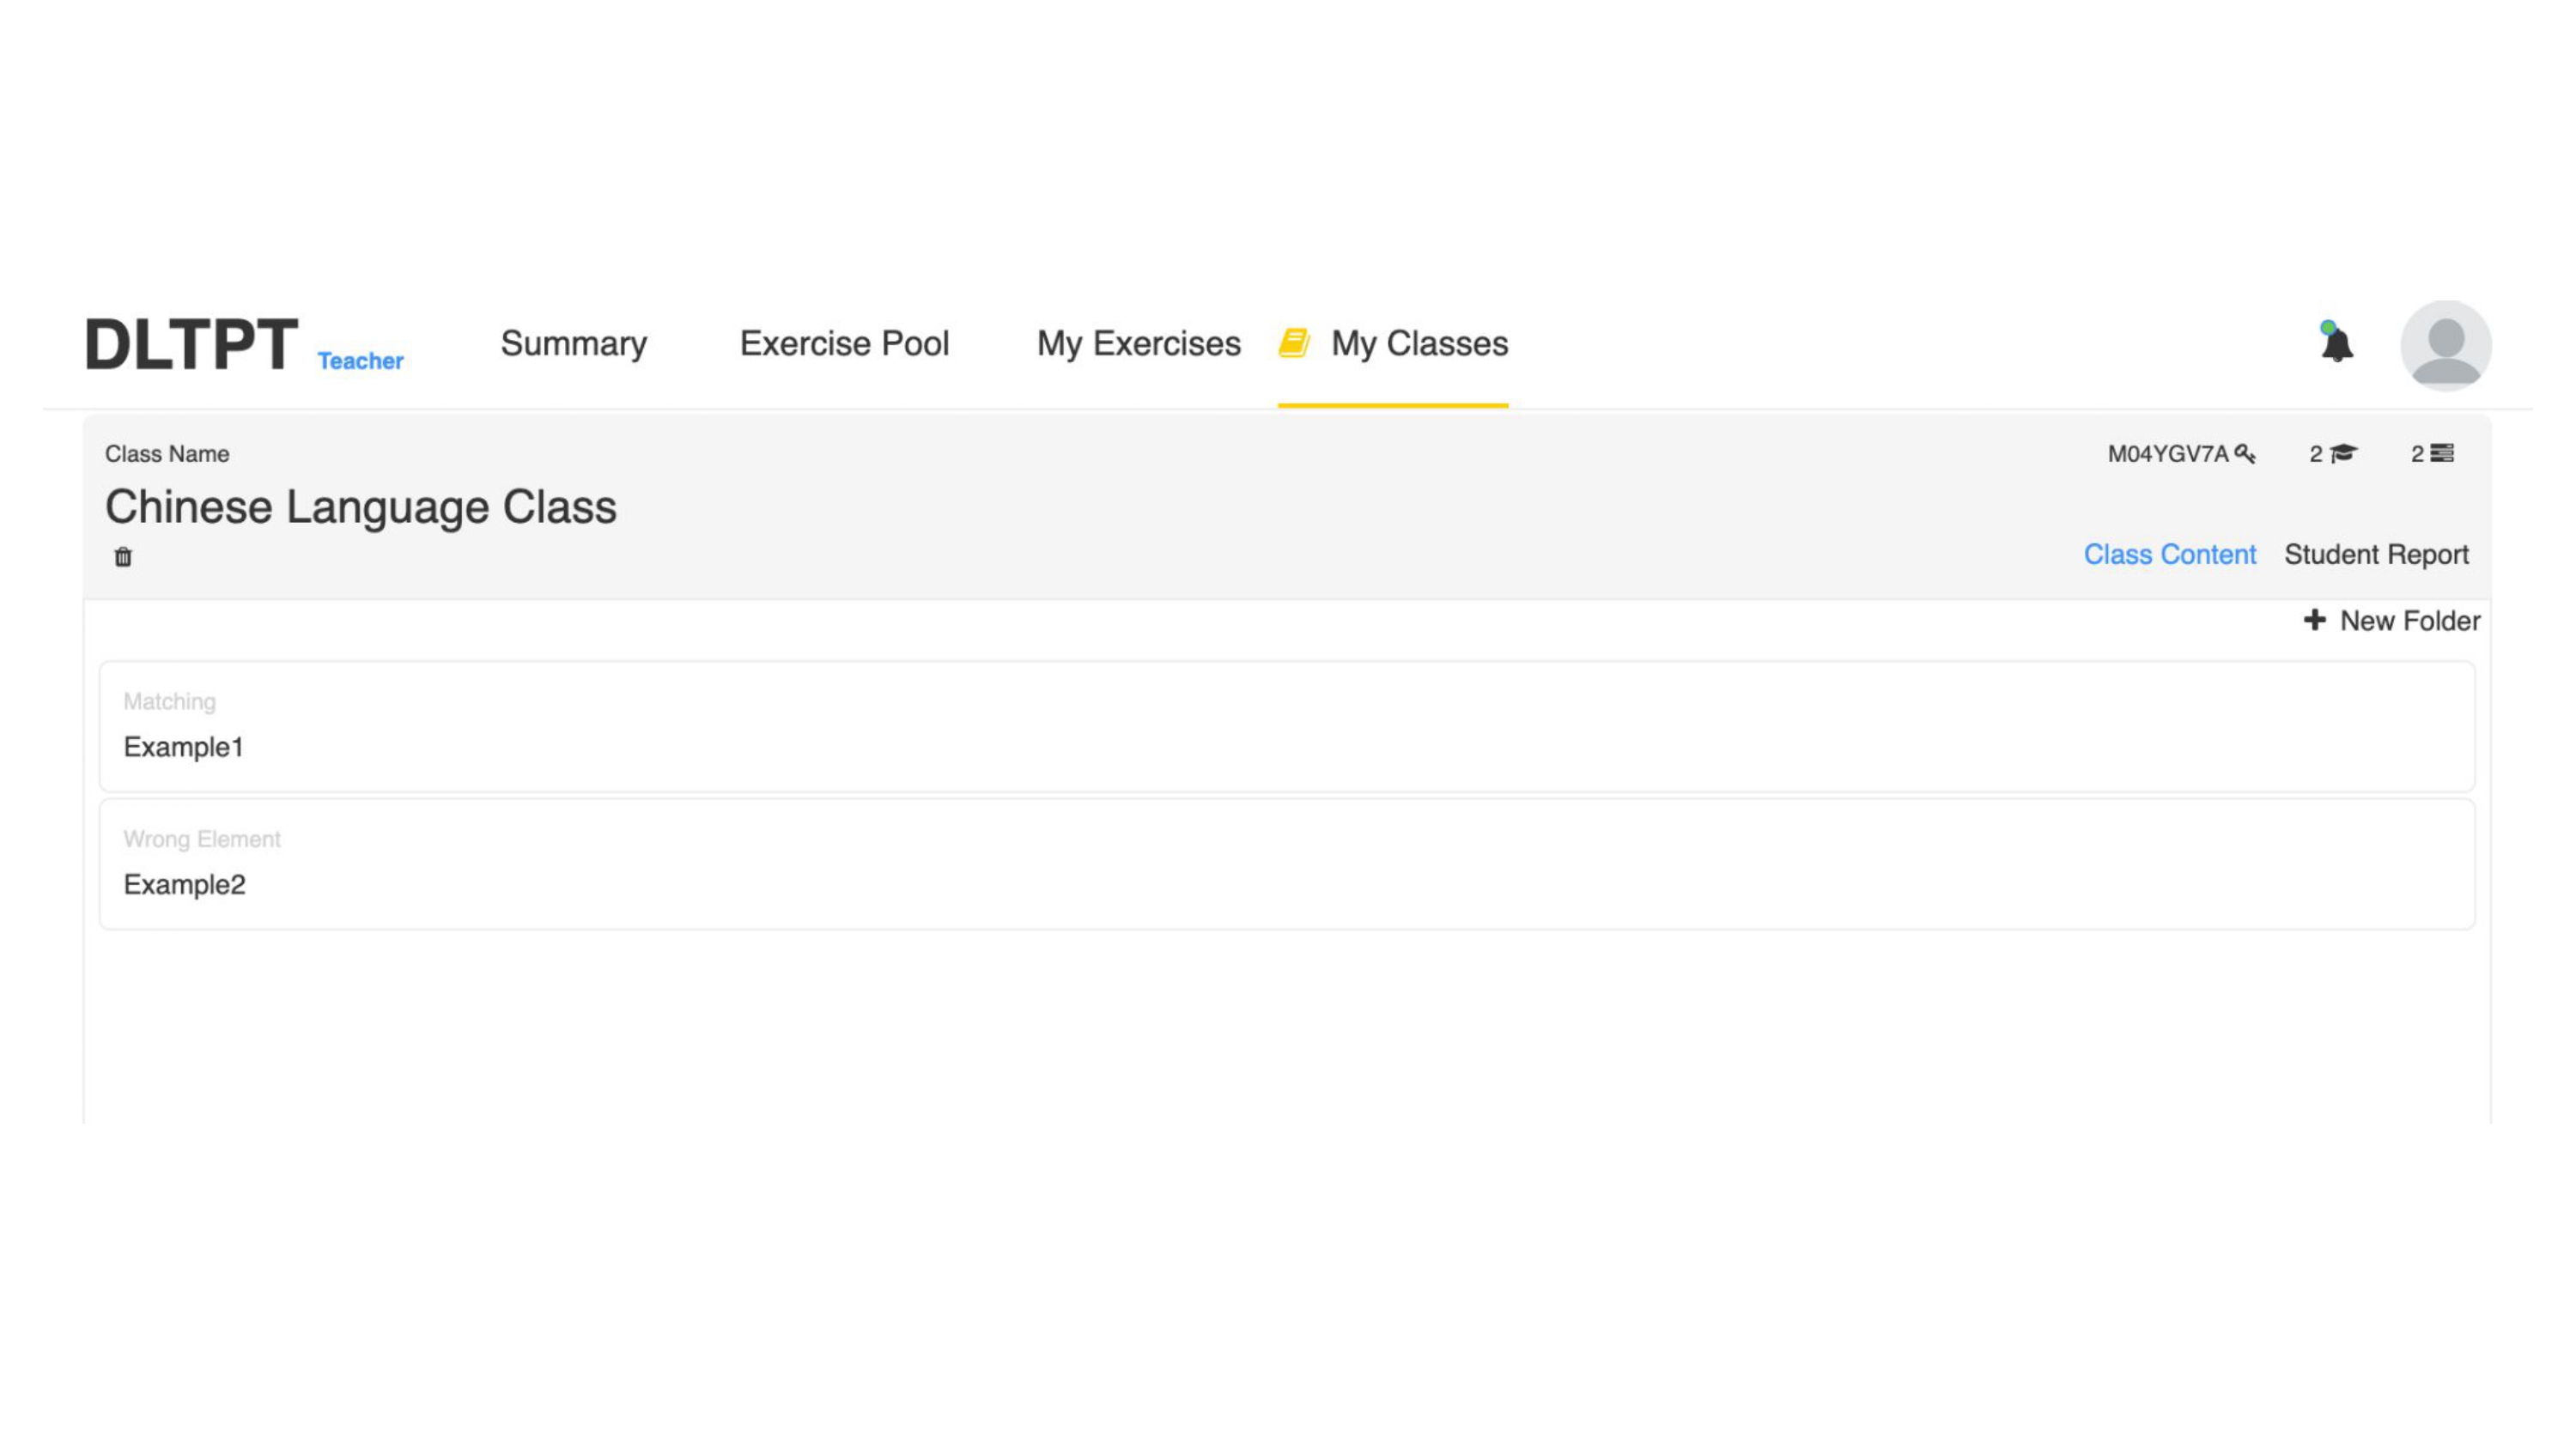 DLTPT Teacher Summary Exercise Pool My Exercises My Classes
Class Name M04YGV7A 2 2
Chinese Language Class
Class Content Student Report
New Folder
Matching
Example1
Wrong Element
Example2